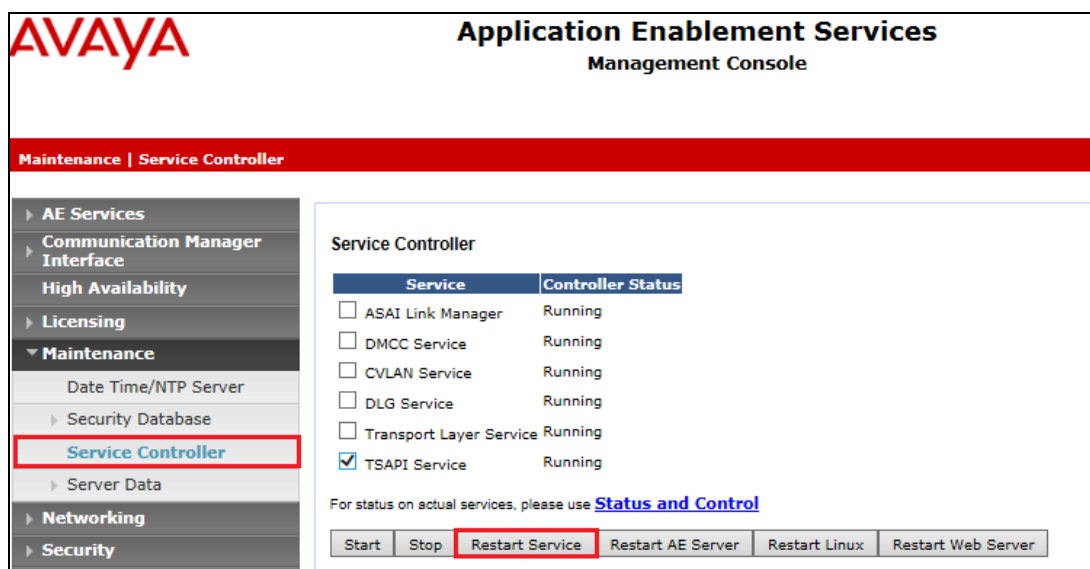 AVAYA
Application Enablement Services
Management Console
Maintenance | Service Controller
AE Services
Communication Manager
Interface
High Availability
Licensing
Maintenance
Date Time/NTP Server
Security Database
Service Controller
Server Data
Networking
Security
Service Controller
Service Controller Status
ASAI Link Manager Running
DMCC Service Running
CVLAN Service Running
DLG Service Running
Transport Layer Service Running
TSAPI Service Running
For status on actual services, please use Status and Control
Start Stop Restart Service Restart AE Server Restart Linux Restart Web Server